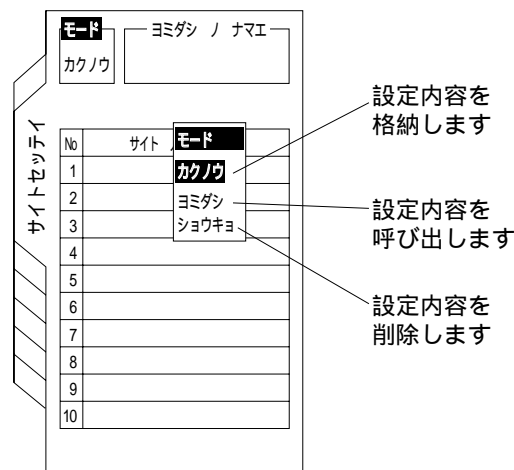 モード
ヨミダシ ノ ナマエ
カクノウ
サイトセッテイ
No
サイト
モード
カクノウ
ヨミダシ
ショウキョ
1
2
3
4
5
6
7
8
9
10
設定内容を
格納します
設定内容を
呼び出します
設定内容を
削除します